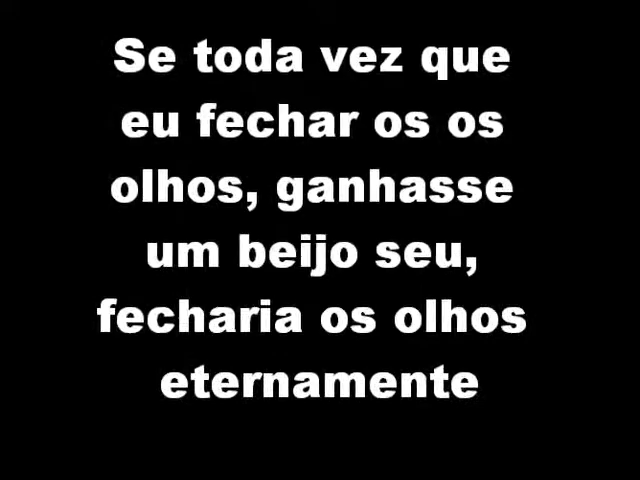 Se toda vez que
eu fechar os os
olhos, ganhasse
um beijo seu,
fecharia os olhos
eternamente